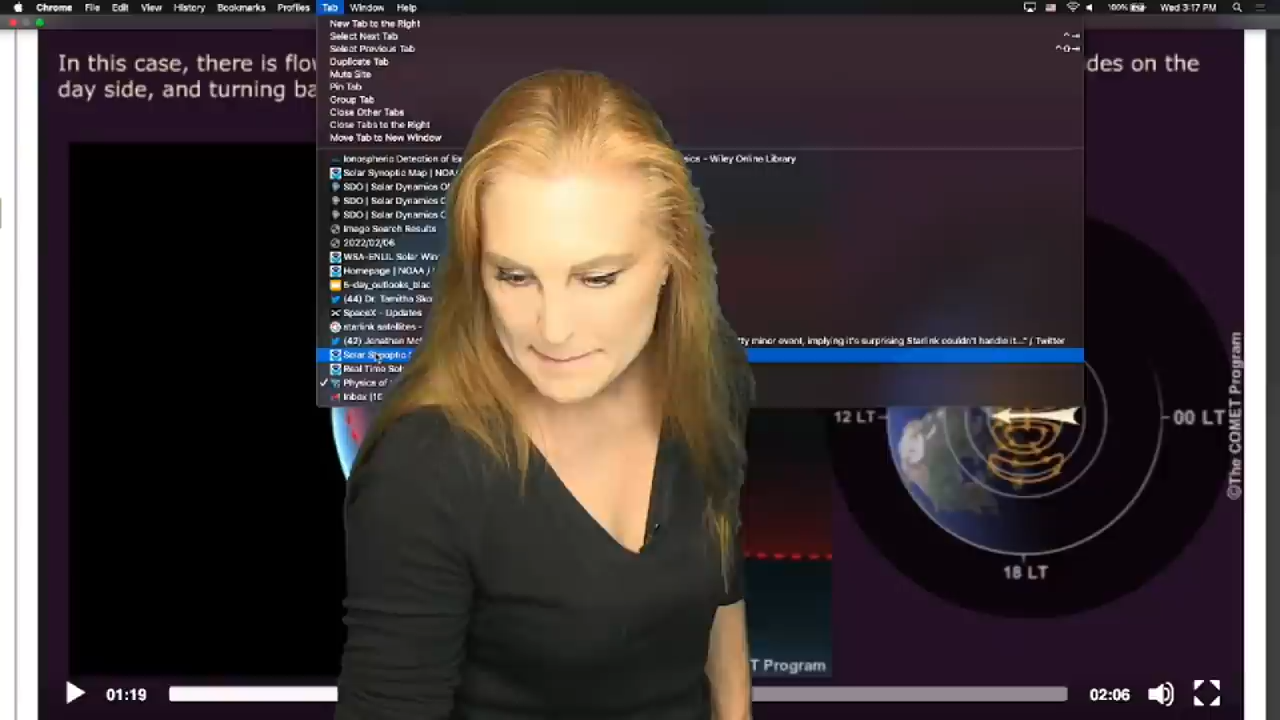 Chrome File Edit View History Bookmarks Profiles Tab Window Help 100% Wed 3:17 PM
In this case, there is flo
des on the
day side, and turning ba
New Tab to the Right
Select Next Tab
Select Previous Tab
Duplicate Tab
Mute Site
Pin Tab
Group Tab
Close Other Tabs
Close Tabs to the Right
Move Tab to New Window
Ionospheric Detection of Ex
sics - Wiley Online Library
Solar Synoptic Map | NOA
SDO | Solar Dynamics O
SDO | Solar Dynamics O
SDO | Solar Dynamics O
Image Search Results
2022/02/06
WSA-ENLIL Solar Win
Homepage | NOAA /
5-day_outlooks_blac
(44) Dr. Tamitha Sko
SpaceX - Updates
starlink satellites -
(42) Jonathan Mc
ty minor event, implying it's surprising Starlink couldn't handle it..." / Twitter
Solar Synoptic
Real Time Sol
Physics of
Inbox (1
12 LT
00 LT
18 LT
©The COMET Program
T Program
01:19
02:06